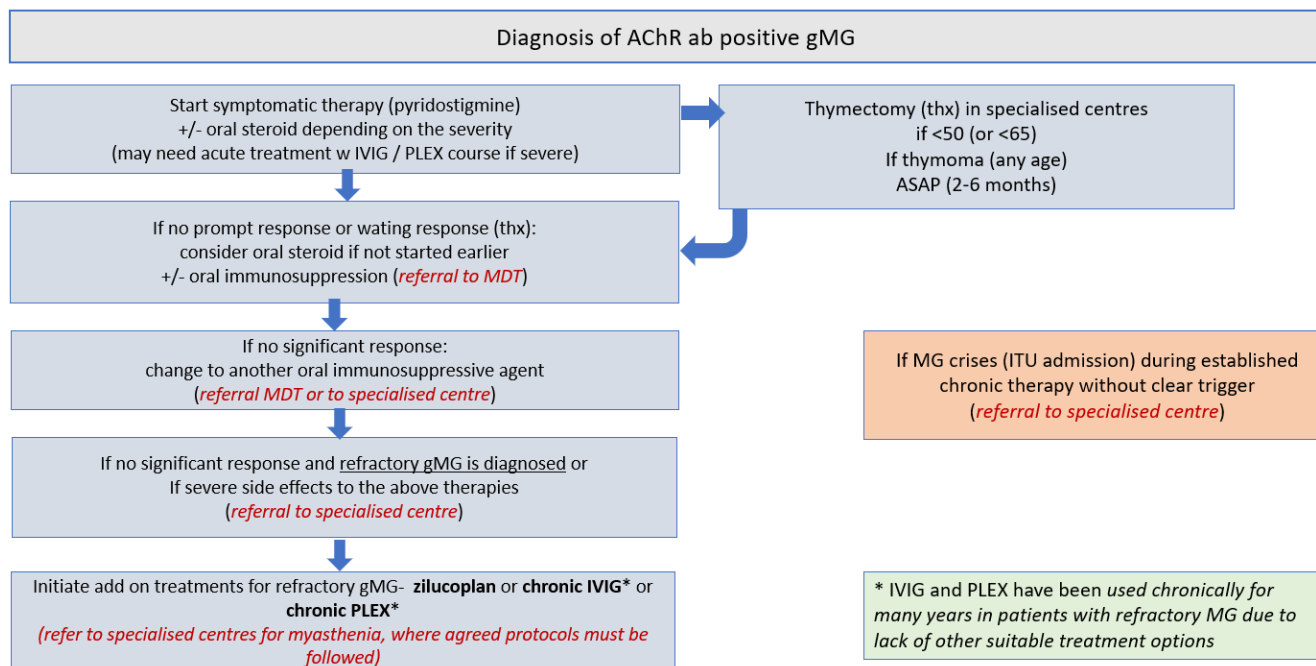 Diagnosis of AChR ab positive gMG
Start symptomatic therapy (pyridostigmine)
+/- oral steroid depending on the severity
(may need acute treatment w IVIG / PLEX course if severe)
Thymectomy (thx) in specialised centres
if <50 (or <65)
If thymoma (any age)
ASAP (2-6 months)
If no prompt response or wating response (thx):
consider oral steroid if not started earlier
+/- oral immunosuppression (referral to MDT)
If no significant response:
change to another oral immunosuppressive agent
(referral MDT or to specialised centre)
If MG crises (ITU admission) during established
chronic therapy without clear trigger
(referral to specialised centre)
If no significant response and refractory gMG is diagnosed or
If severe side effects to the above therapies
(referral to specialised centre)
Initiate add on treatments for refractory gMG- zilucoplan or chronic IVIG* or
chronic PLEX*
(refer to specialised centres for myasthenia, where agreed protocols must be
followed)
* IVIG and PLEX have been used chronically for
many years in patients with refractory MG due to
lack of other suitable treatment options